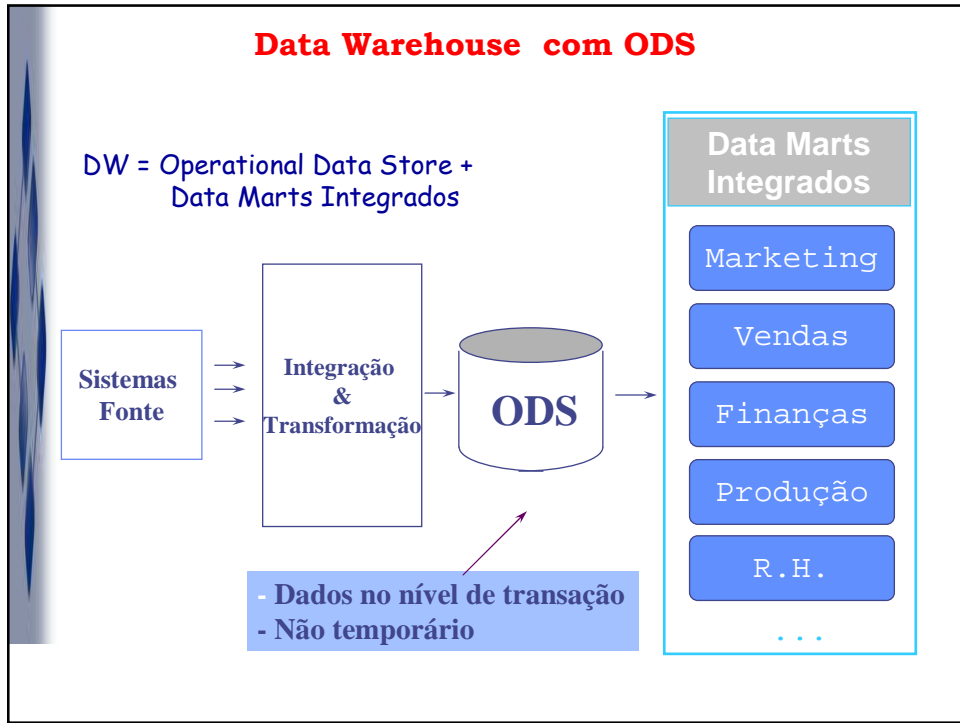 Data Warehouse com ODS
DW = Operational Data Store +
Data Marts Integrados
Sistemas
Fonte
Integração
&
Transformação
ODS
- Dados no nível de transação
- Não temporário
Data Marts
Integrados
Marketing
Vendas
Finanças
Produção
R.H.
...